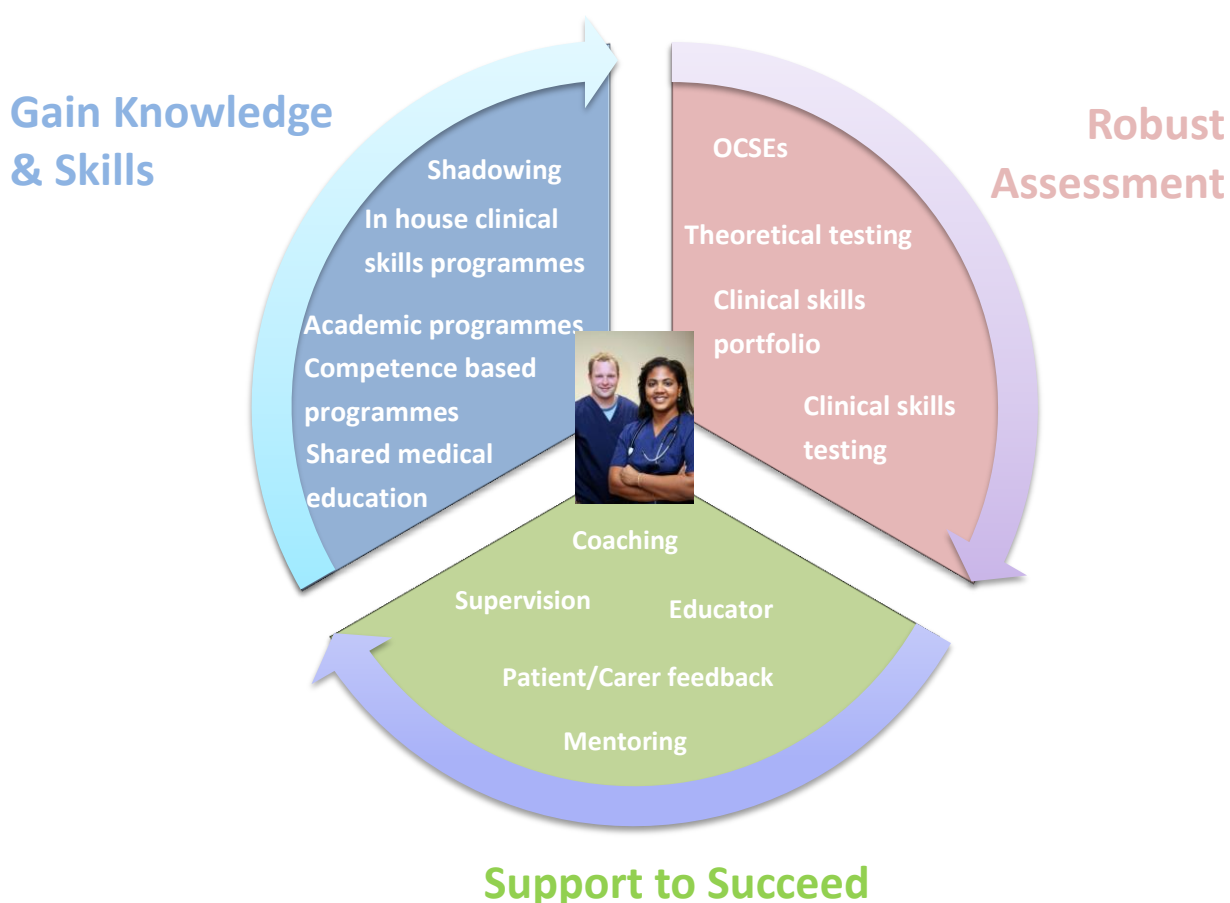 Gain Knowledge
& Skills
Shadowing
In house clinical
skills programmes
Academic programmes
Competence based
programmes
Shared medical
education
Robust
Assessment
OCSEs
Theoretical testing
Clinical skills
portfolio
Clinical skills
testing
Coaching
Supervision
Educator
Patient/Carer feedback
Mentoring
Support to Succeed